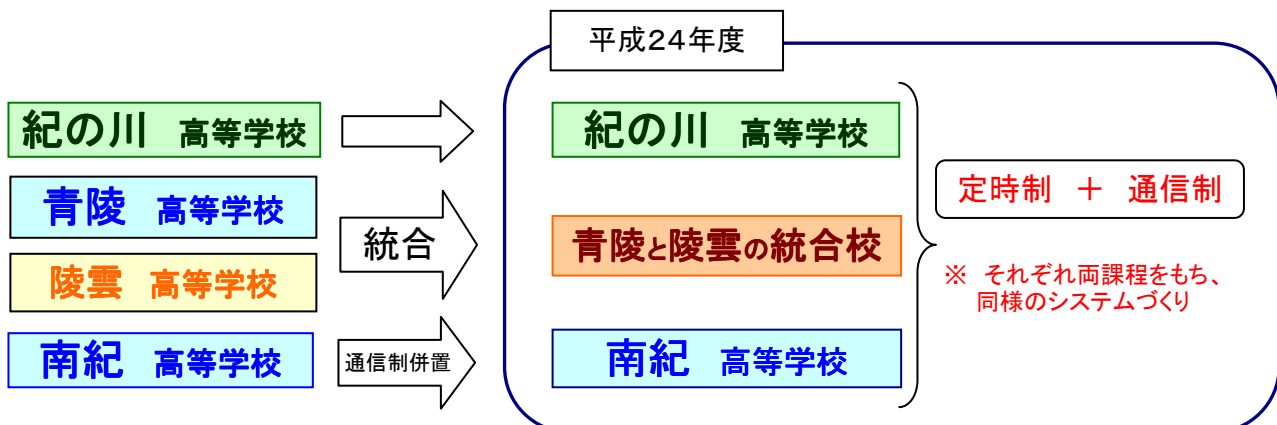 平成24年度
紀の川 高等学校
青陵 高等学校
陵雲 高等学校
南紀 高等学校
統合
通信制併置
紀の川 高等学校
青陵と陵雲の統合校
南紀 高等学校
定時制 + 通信制
※ それぞれ両課程をもち、
同様のシステムづくり